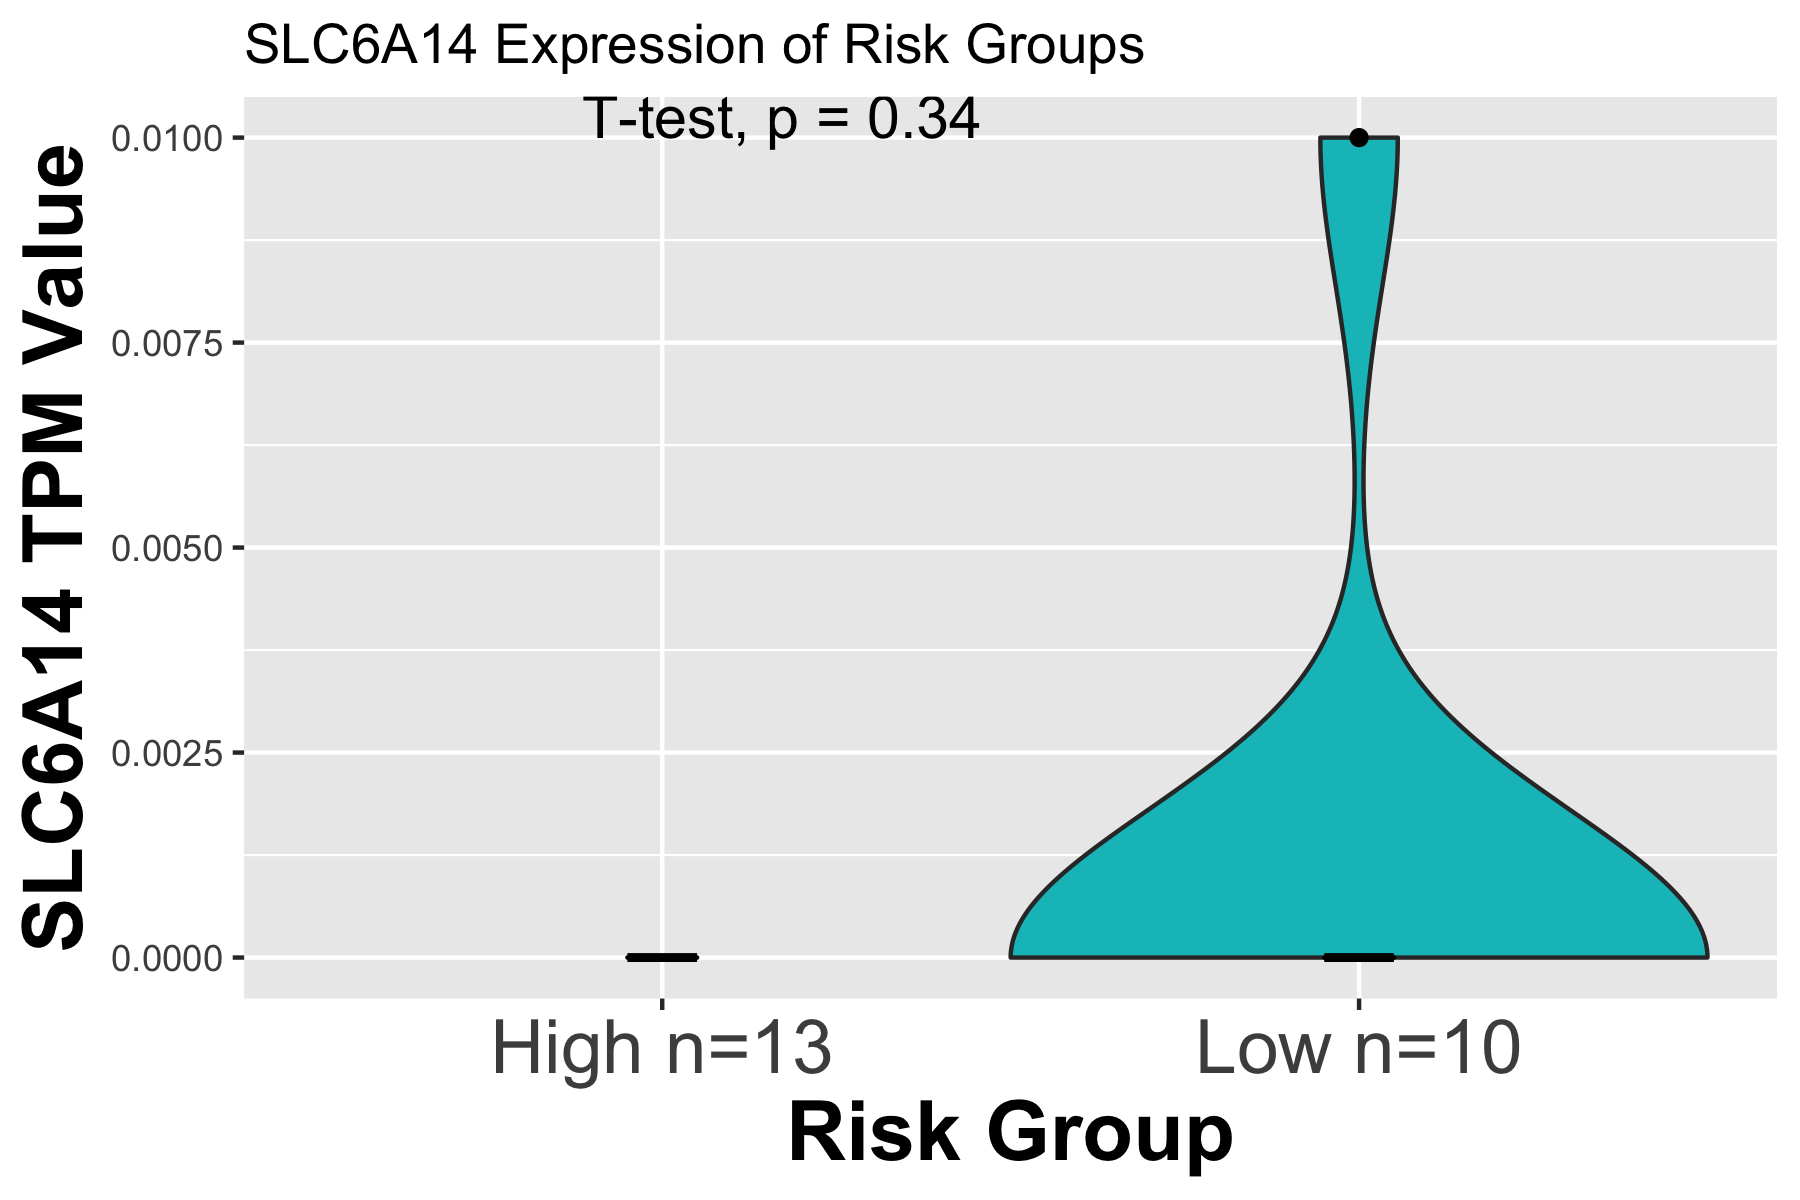 SLC6A14 Expression of Risk Groups
T-test, p = 0.34
SLC6A14 TPM Value
0.0100
0.0075
0.0050
0.0025
0.0000
High n=13
Low n=10
Risk Group